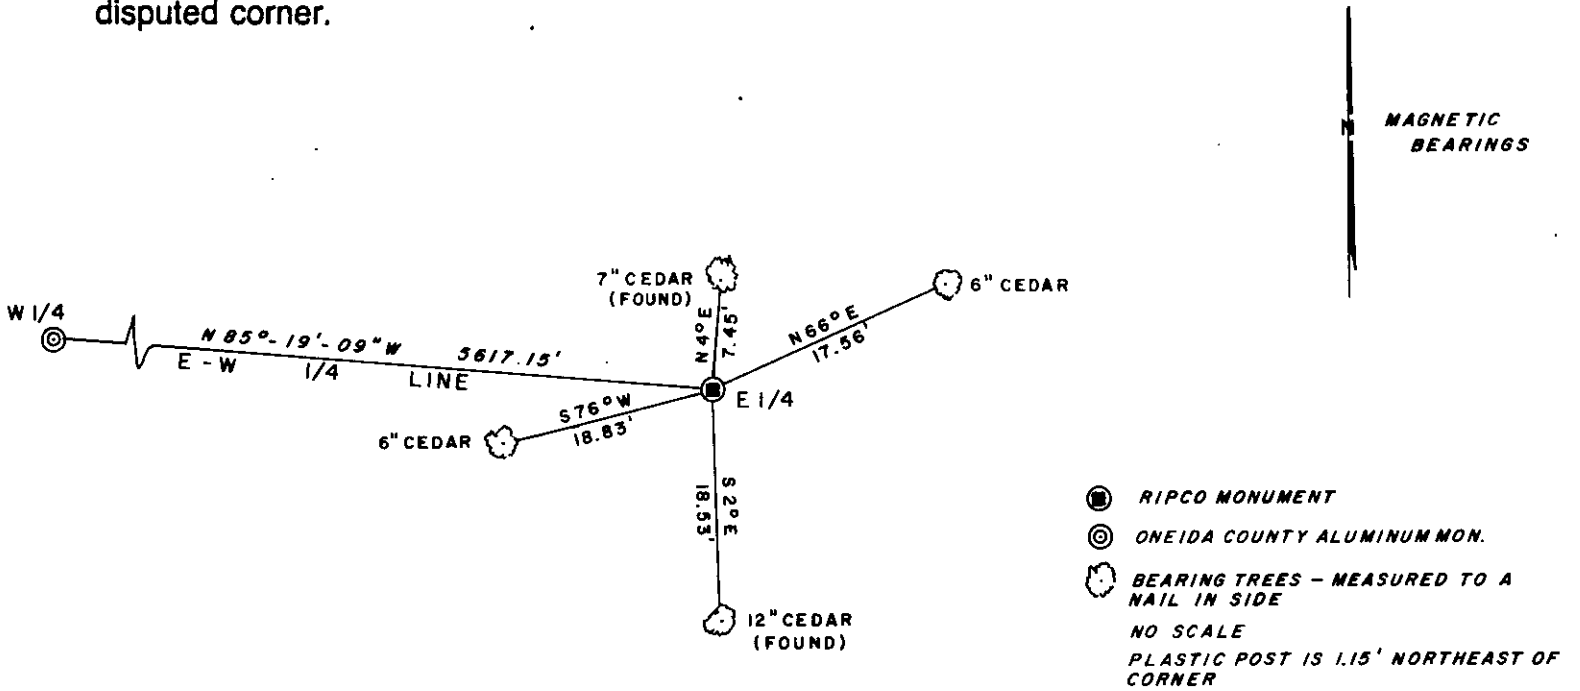 disputed corner.
N
MAGNETIC
BEARINGS
7" CEDAR
(FOUND)
6" CEDAR
W 1/4
N 85°-19'-09" W 5617.15'
E - W 1/4 LINE
N 4° E
7.45'
N 66° E
17.56'
E 1/4
S 76° W
18.83'
6" CEDAR
S 2° E
18.53'
12" CEDAR
(FOUND)
RIPCO MONUMENT
ONEIDA COUNTY ALUMINUM MON.
BEARING TREES – MEASURED TO A
NAIL IN SIDE
NO SCALE
PLASTIC POST IS 1.15' NORTHEAST OF
CORNER